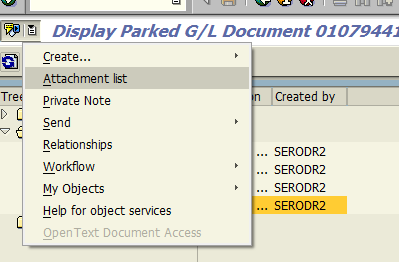 Display Parked G/L Document 01079441
Create...
Attachment list
Private Note
Send
Relationships
Workflow
My Objects
Help for object services
OpenText Document Access
Tree
on
Created by
... SERODR2
... SERODR2
... SERODR2
... SERODR2